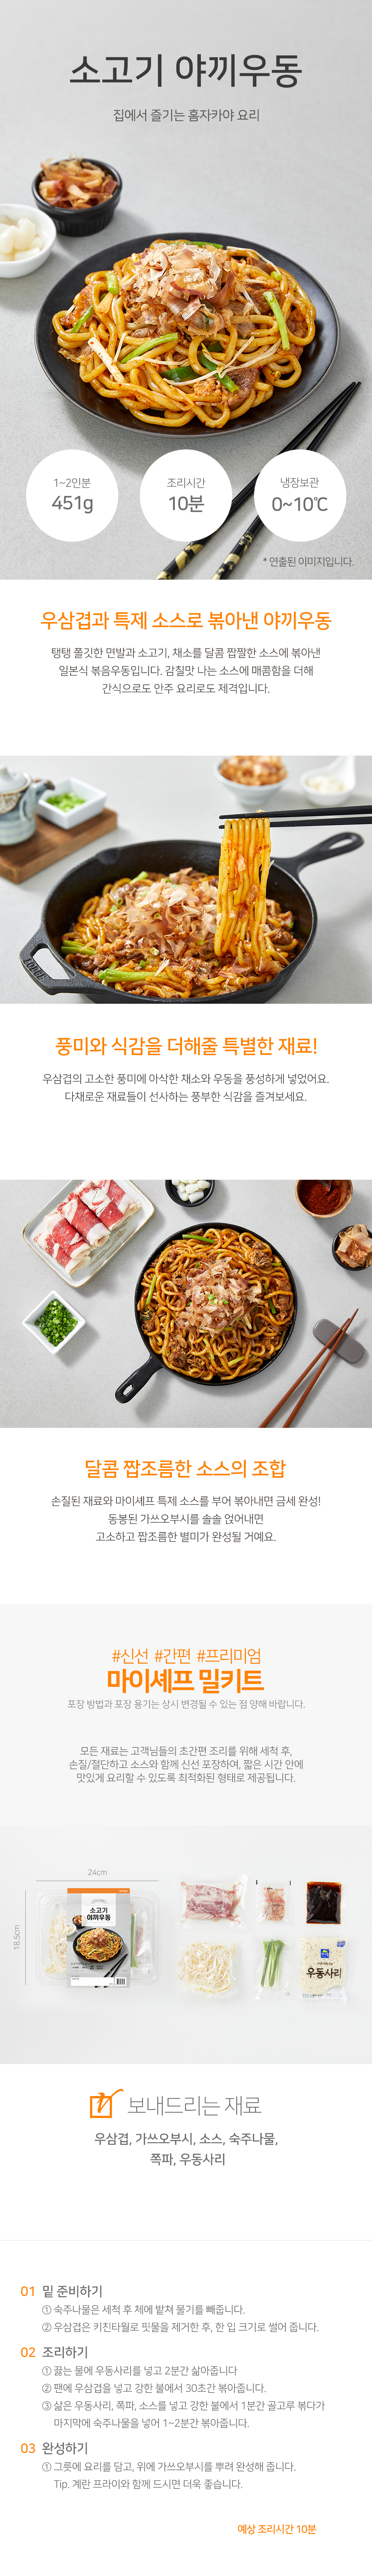 소고기 야끼우동
집에서 즐기는 홈자카야 요리
1~2인분
451g
조리시간
10분
냉장보관
0~10℃
* 연출된 이미지입니다.
우삼겹과 특제 소스로 볶아낸 야끼우동
탱탱 쫄깃한 면발과 소고기, 채소를 달콤 짭짤한 소스에 볶아낸
일본식 볶음우동입니다. 감칠맛 나는 소스에 매콤함을 더해
간식으로도 안주 요리로도 제격입니다.
LODGE
풍미와 식감을 더해줄 특별한 재료!
우삼겹의 고소한 풍미에 아삭한 채소와 우동을 풍성하게 넣었어요.
다채로운 재료들이 선사하는 풍부한 식감을 즐겨보세요.
달콤 짭조름한 소스의 조합
손질된 재료와 마이셰프 특제 소스를 부어 볶아내면 금세 완성!
동봉된 가쓰오부시를 솔솔 얹어내면
고소하고 짭조름한 별미가 완성될 거예요.
#신선 #간편 #프리미엄
마이셰프 밀키트
포장 방법과 포장 용기는 상시 변경될 수 있는 점 양해 바랍니다.
모든 재료는 고객님들의 초간편 조리를 위해 세척 후,
손질/절단하고 소스와 함께 신선 포장하여, 짧은 시간 안에
맛있게 요리할 수 있도록 최적화된 형태로 제공됩니다.
24cm
18.5cm
소고기
야끼우동
우동사리
보내드리는 재료
우삼겹, 가쓰오부시, 소스, 숙주나물,
쪽파, 우동사리
01 밑 준비하기
① 숙주나물은 세척 후 체에 밭쳐 물기를 빼줍니다.
② 우삼겹은 키친타월로 핏물을 제거한 후, 한 입 크기로 썰어 줍니다.
02 조리하기
① 끓는 물에 우동사리를 넣고 2분간 삶아줍니다
② 팬에 우삼겹을 넣고 강한 불에서 30초간 볶아줍니다.
③ 삶은 우동사리, 쪽파, 소스를 넣고 강한 불에서 1분간 골고루 볶다가
마지막에 숙주나물을 넣어 1~2분간 볶아줍니다.
03 완성하기
① 그릇에 요리를 담고, 위에 가쓰오부시를 뿌려 완성해 줍니다.
Tip. 계란 프라이와 함께 드시면 더욱 좋습니다.
예상 조리시간 10분